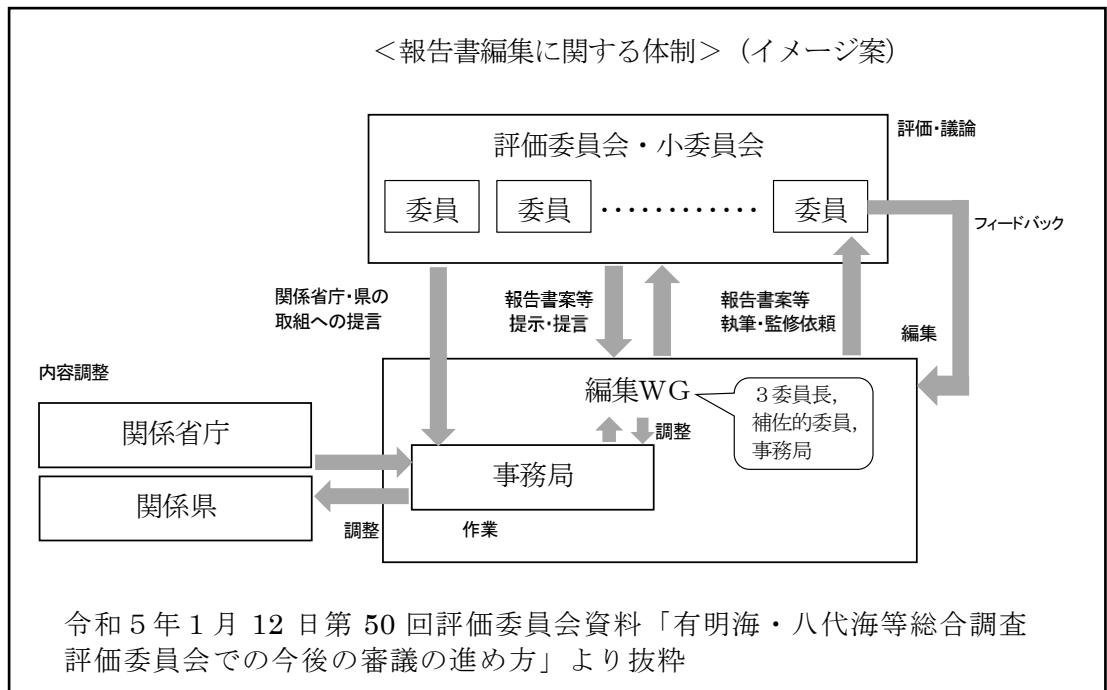 ＜報告書編集に関する体制＞（イメージ案）
評価・議論
評価委員会・小委員会
委員　委員　…………　委員
フィードバック
関係省庁・県の
取組への提言
報告書案等
提示・提言
報告書案等
執筆・監修依頼
編集
内容調整
編集ＷＧ
３委員長，
補佐的委員，
事務局
関係省庁
調整
事務局
関係県
調整
作業
令和５年１月 12 日第 50 回評価委員会資料「有明海・八代海等総合調査
評価委員会での今後の審議の進め方」より抜粋